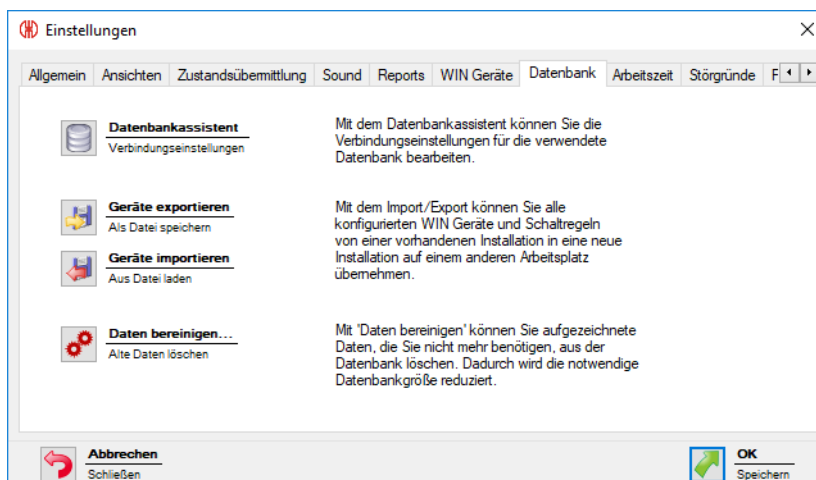 Einstellungen
Allgemein Ansichten Zustandsübermittlung Sound Reports WIN Geräte Datenbank Arbeitszeit Störgründe F
Datenbankassistent
Verbindungseinstellungen
Mit dem Datenbankassistent können Sie die
Verbindungseinstellungen für die verwendete
Datenbank bearbeiten.
Geräte exportieren
Als Datei speichern
Geräte importieren
Aus Datei laden
Mit dem Import/Export können Sie alle
konfigurierten WIN Geräte und Schaltregeln
von einer vorhandenen Installation in eine neue
Installation auf einem anderen Arbeitsplatz
übernehmen.
Daten bereinigen...
Alte Daten löschen
Mit 'Daten bereinigen' können Sie aufgezeichnete
Daten, die Sie nicht mehr benötigen, aus der
Datenbank löschen. Dadurch wird die notwendige
Datenbankgröße reduziert.
Abbrechen
Schließen
OK
Speichern